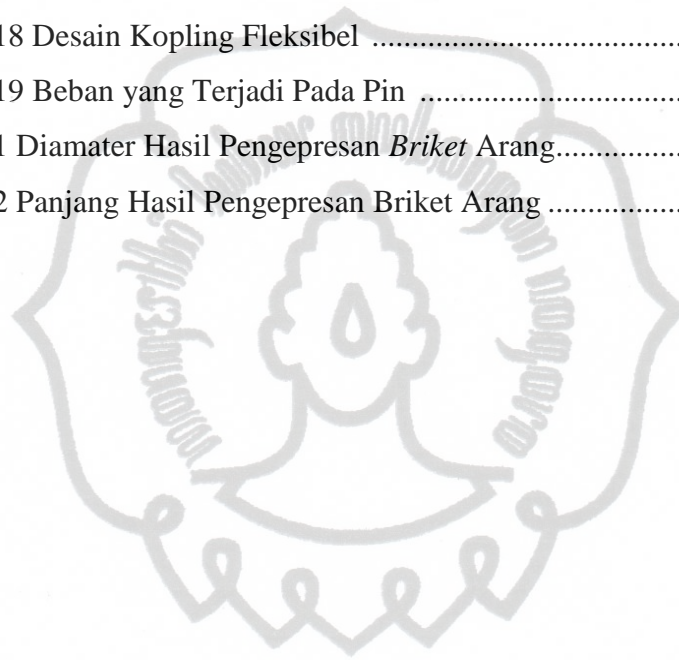 18 Desain Kopling Fleksibel .......................................
19 Beban yang Terjadi Pada Pin .................................
1 Diamater Hasil Pengepresan Briket Arang................
2 Panjang Hasil Pengepresan Briket Arang .................